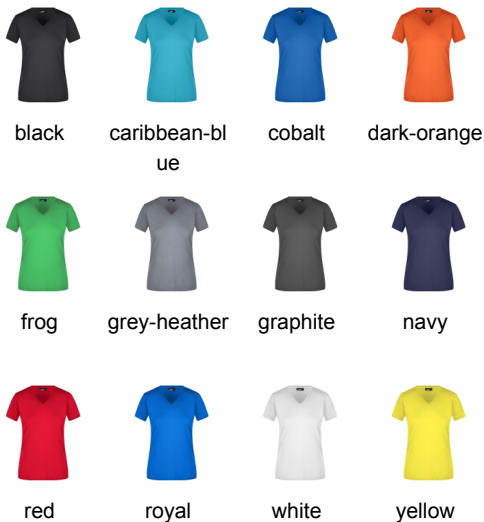 black caribbean-bl cobalt dark-orange
ue
frog grey-heather graphite navy
red royal white yellow